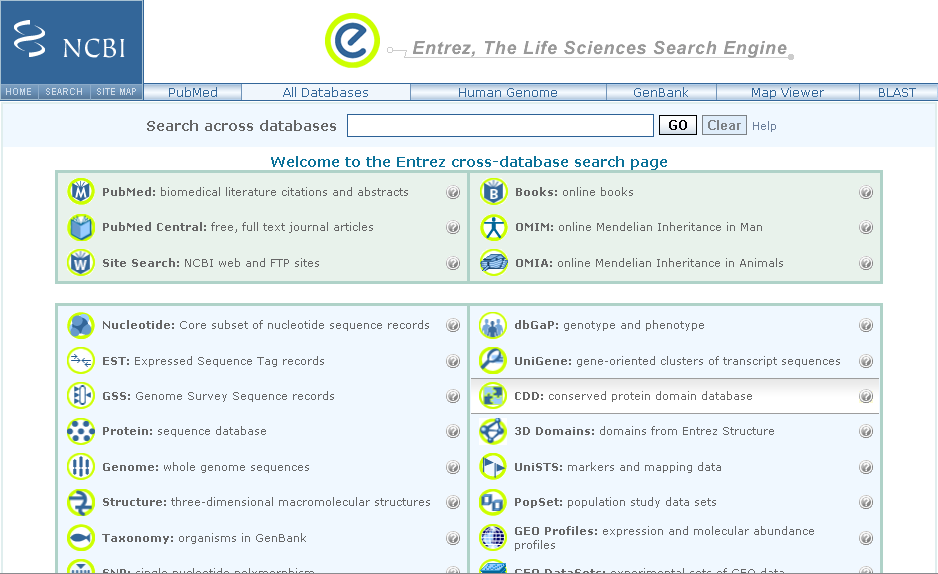 NCBI
Entrez, The Life Sciences Search Engine
HOME SEARCH SITE MAP PubMed All Databases Human Genome GenBank Map Viewer BLAST
Search across databases GO Clear Help
Welcome to the Entrez cross-database search page
PubMed: biomedical literature citations and abstracts
PubMed Central: free, full text journal articles
Site Search: NCBI web and FTP sites
Books: online books
OMIM: online Mendelian Inheritance in Man
OMIA: online Mendelian Inheritance in Animals
Nucleotide: Core subset of nucleotide sequence records
EST: Expressed Sequence Tag records
GSS: Genome Survey Sequence records
Protein: sequence database
Genome: whole genome sequences
Structure: three-dimensional macromolecular structures
Taxonomy: organisms in GenBank
SNP: single nucleotide polymorphism
dbGaP: genotype and phenotype
UniGene: gene-oriented clusters of transcript sequences
CDD: conserved protein domain database
3D Domains: domains from Entrez Structure
UniSTS: markers and mapping data
PopSet: population study data sets
GEO Profiles: expression and molecular abundance
profiles
GEO DataSets: experimental sets of GEO data